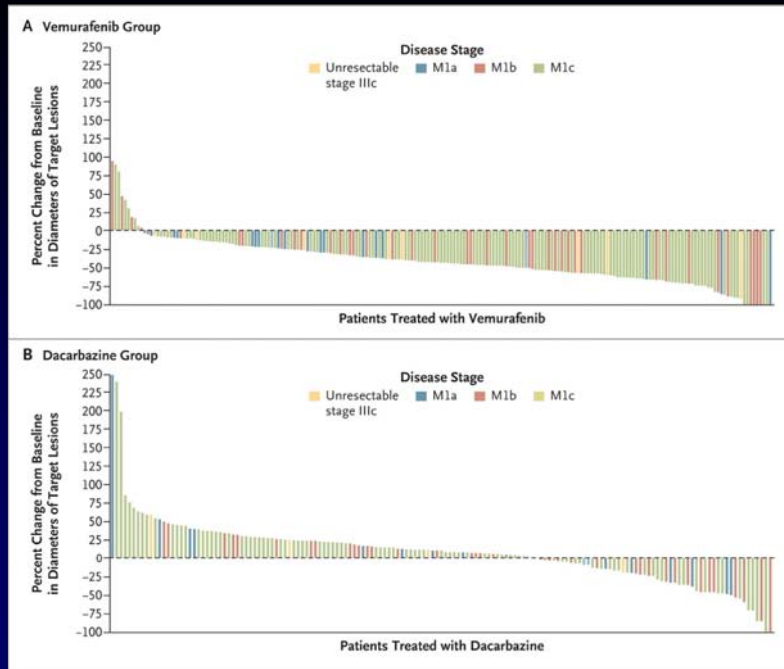 A Vemurafenib Group
Percent Change from Baseline
in Diameters of Target Lesions
250
225
200
175
150
125
100
75
50
25
0
−25
−50
−75
−100
Disease Stage
Unresectable
stage IIIc
M1a
M1b
M1c
Patients Treated with Vemurafenib
B Dacarbazine Group
Percent Change from Baseline
in Diameters of Target Lesions
250
225
200
175
150
125
100
75
50
25
0
−25
−50
−75
−100
Disease Stage
Unresectable
stage IIIc
M1a
M1b
M1c
Patients Treated with Dacarbazine